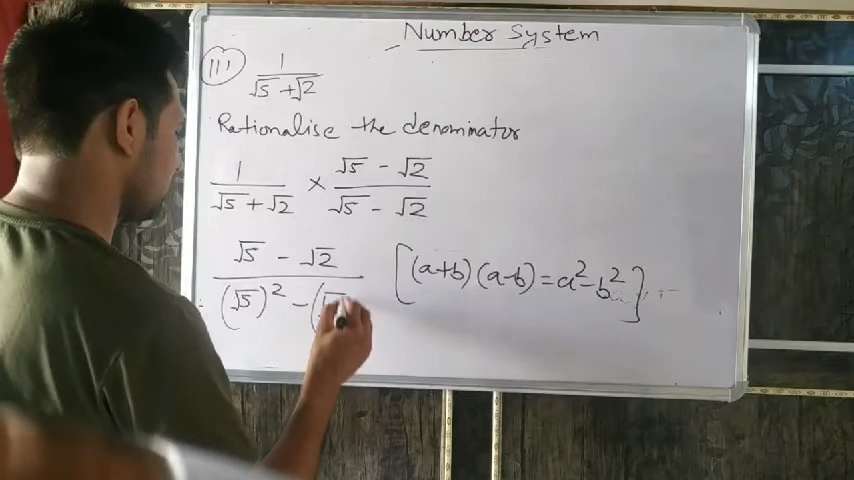 Number System
(III) 1/(√5 + √2)
Rationalise the denominator
1/(√5 + √2) × (√5 - √2)/(√5 - √2)
(√5 - √2)/((√5)² - (√ [(a+b)(a-b) = a² - b²]